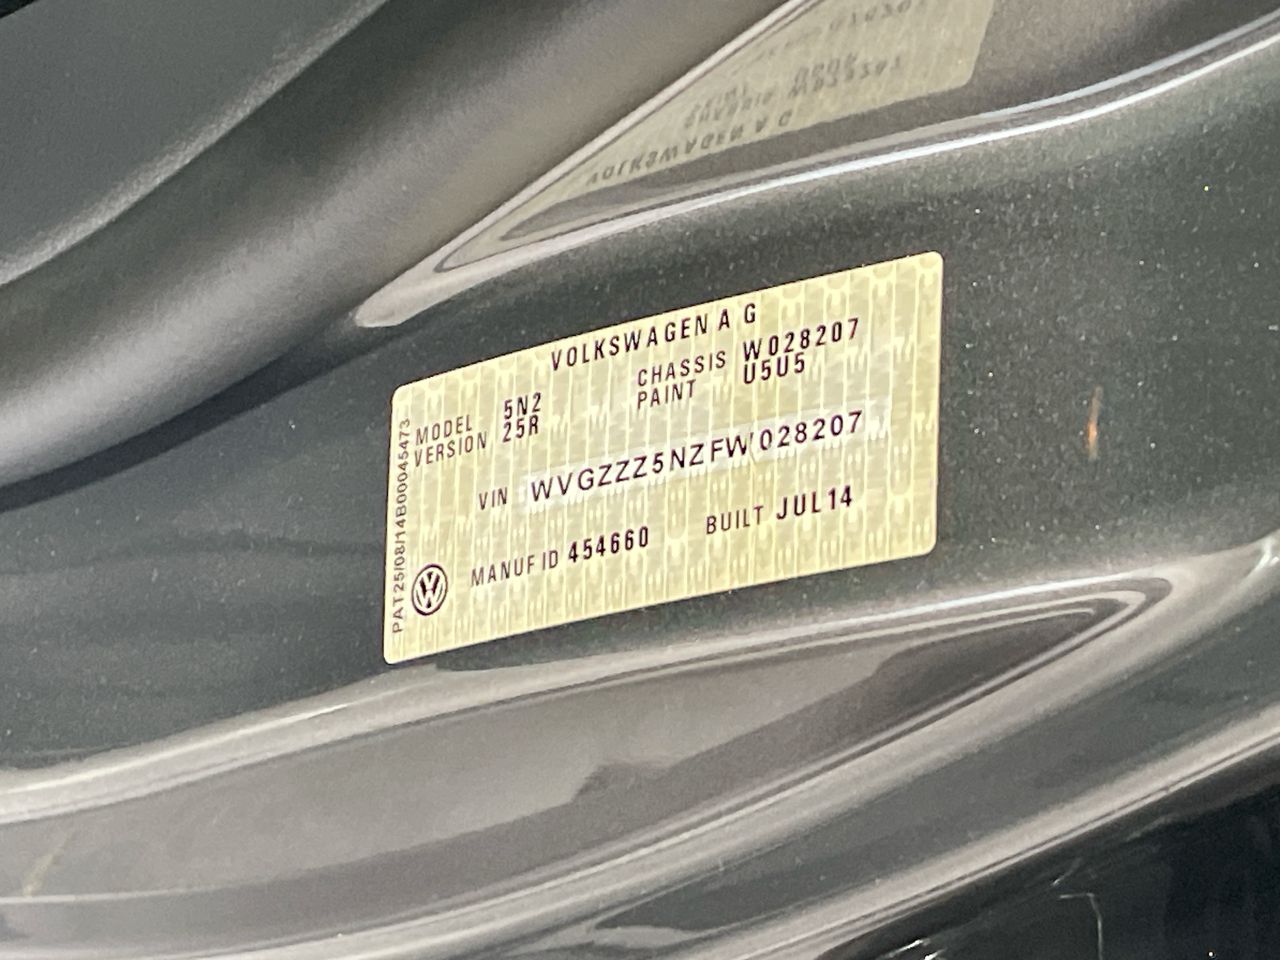 VOLKSWAGEN A G
MODEL 5N2 CHASSIS W028207
VERSION 25R PAINT U5U5
VIN WVGZZZ5NZFW028207
MANUF ID 454660 BUILT JUL14
PAT25/08/14B00045473
VOLKSWAGEN A G